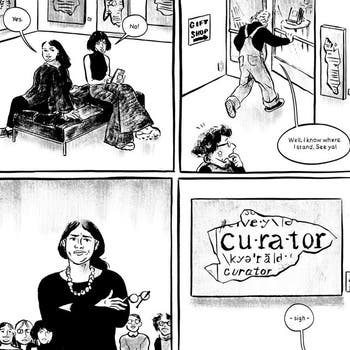 Yes.
No!
GIFT
SHOP
Well, I know where
I stand. See ya!
cu·ra·tor
curator
- sigh -